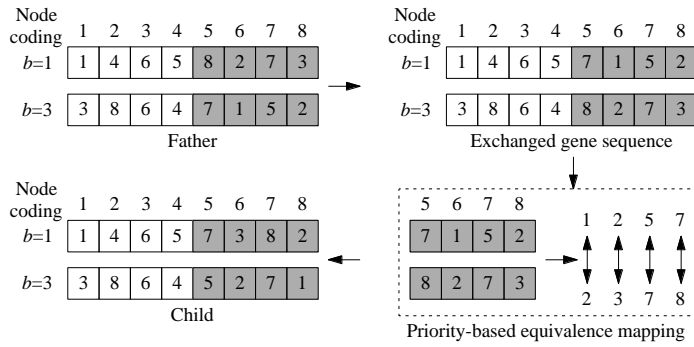 Node coding 1 2 3 4 5 6 7 8
b=1 1 4 6 5 8 2 7 3
b=3 3 8 6 4 7 1 5 2
Father
Node coding 1 2 3 4 5 6 7 8
b=1 1 4 6 5 7 1 5 2
b=3 3 8 6 4 8 2 7 3
Exchanged gene sequence
Node coding 1 2 3 4 5 6 7 8
b=1 1 4 6 5 7 3 8 2
b=3 3 8 6 4 5 2 7 1
Child
5 6 7 8
7 1 5 2
8 2 7 3
1 2 5 7
2 3 7 8
Priority-based equivalence mapping